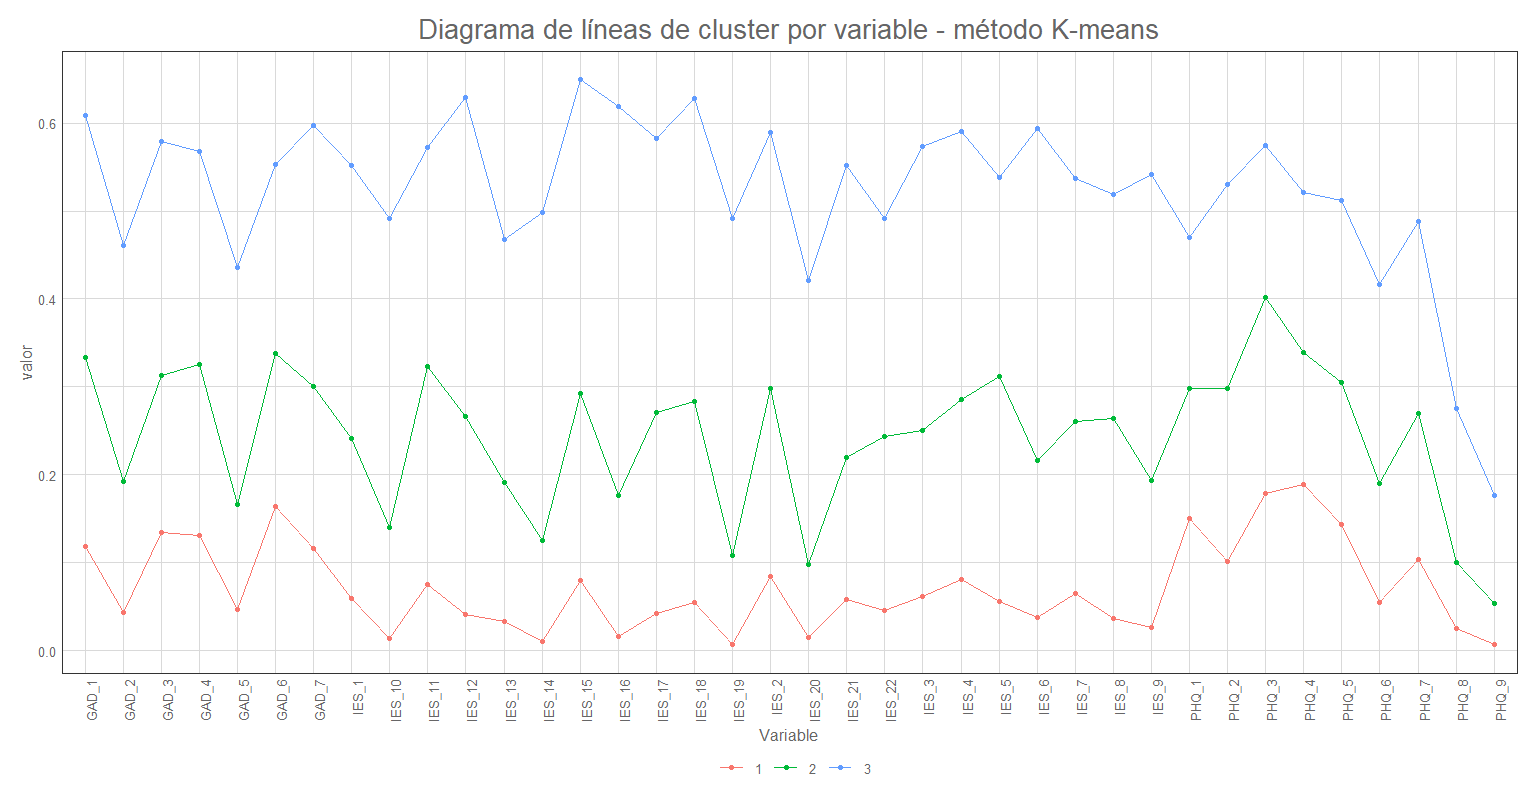 Diagrama de líneas de cluster por variable - método K-means
valor
0.6
0.4
0.2
0.0
GAD_1
GAD_2
GAD_3
GAD_4
GAD_5
GAD_6
GAD_7
IES_1
IES_10
IES_11
IES_12
IES_13
IES_14
IES_15
IES_16
IES_17
IES_18
IES_19
IES_2
IES_20
IES_21
IES_22
IES_3
IES_4
IES_5
IES_6
IES_7
IES_8
IES_9
PHQ_1
PHQ_2
PHQ_3
PHQ_4
PHQ_5
PHQ_6
PHQ_7
PHQ_8
PHQ_9
Variable
1 2 3